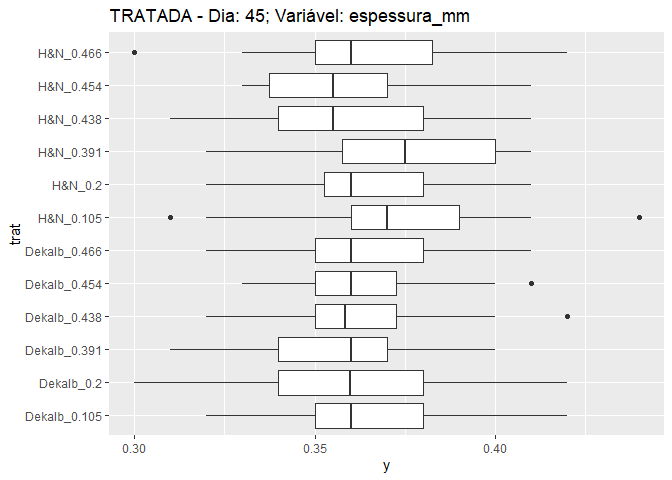 TRATADA - Dia: 45; Variável: espessura_mm
H&N_0.466
H&N_0.454
H&N_0.438
H&N_0.391
H&N_0.2
H&N_0.105
Dekalb_0.466
Dekalb_0.454
Dekalb_0.438
Dekalb_0.391
Dekalb_0.2
Dekalb_0.105
trat
0.30 0.35 0.40
y